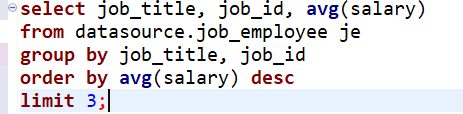 select job_title, job_id, avg(salary)
from datasource.job_employee je
group by job_title, job_id
order by avg(salary) desc
limit 3;